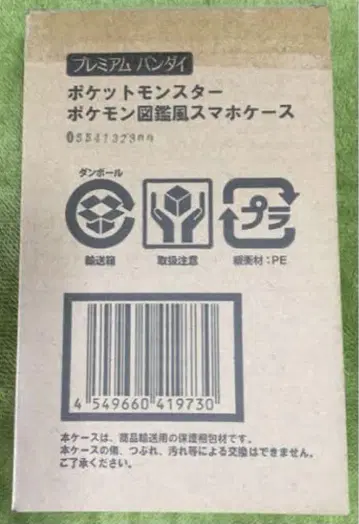 プレミアム バンダイ
ポケットモンスター
ポケモン図鑑風スマホケース
ダンボール
プラ
輸送箱
取扱注意
緩衝材:PE
4 549660 419730
本ケースは、商品輸送用の保護梱包材です。
本ケースの傷、つぶれ、汚れ等による交換はできません。
ご了承ください。